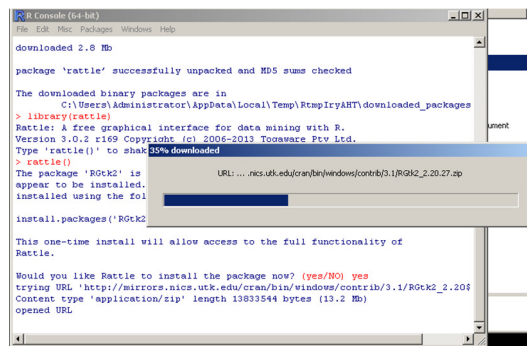 R Console (64-bit)
File Edit Misc Packages Windows Help
downloaded 2.8 Mb
package 'rattle' successfully unpacked and MD5 sums checked
The downloaded binary packages are in
C:\Users\Administrator\AppData\Local\Temp\RtmpIryAHT\downloaded_packages
> library(rattle)
Rattle: A free graphical interface for data mining with R.
Version 3.0.2 r169 Copyright (c) 2006-2013 Togaware Pty Ltd.
Type 'rattle()' to shak
> rattle()
The package 'RGtk2' is
appear to be installed.
installed using the fol
install.packages('RGtk2
35% downloaded
URL: ... .nics.utk.edu/cran/bin/windows/contrib/3.1/RGtk2_2.20.27.zip
This one-time install will allow access to the full functionality of
Rattle.
Would you like Rattle to install the package now? (yes/NO) yes
trying URL 'http://mirrors.nics.utk.edu/cran/bin/windows/contrib/3.1/RGtk2_2.20$
Content type 'application/zip' length 13833544 bytes (13.2 Mb)
opened URL
ument